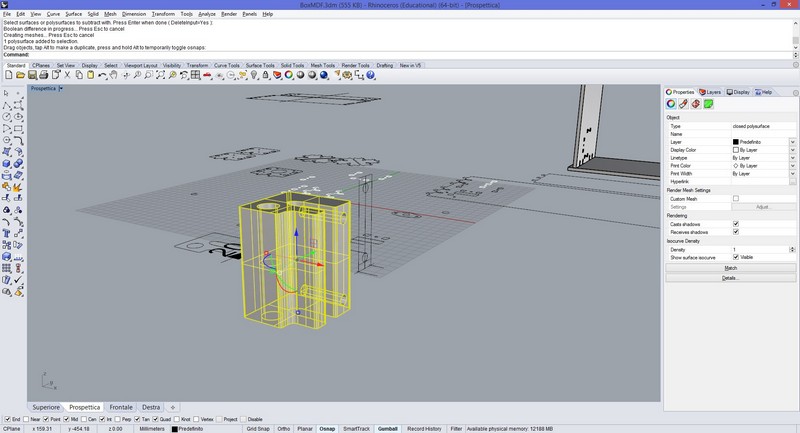 BoxMDF.3dm (555 KB) - Rhinoceros (Educational) (64-bit) - [Prospettica]
File Edit View Curve Surface Solid Mesh Dimension Transform Tools Analyze Render Panels Help
Select surfaces or polysurfaces to subtract with. Press Enter when done ( DeleteInput=Yes ):
Boolean difference in progress... Press Esc to cancel
Creating meshes... Press Esc to cancel
1 polysurface added to selection.
Drag objects, tap Alt to make a duplicate, press and hold Alt to temporarily toggle osnaps:
Command:
Standard CPlanes Set View Display Select Viewport Layout Visibility Transform Curve Tools Surface Tools Solid Tools Mesh Tools Render Tools Drafting New in V5
Prospettica
Properties Layers Display Help
Object
Type closed polysurface
Name
Layer Predefinito
Display Color By Layer
Linetype By Layer
Print Color By Layer
Print Width By Layer
Hyperlink
Render Mesh Settings
Custom Mesh
Settings Adjust...
Rendering
Casts shadows
Receives shadows
Isocurve Density
Density 1
Show surface isocurve Visible
Match
Details...
Superiore Prospettica Frontale Destra
End Near Point Mid Cen Int Perp Tan Quad Knot Vertex Project Disable
CPlane x 159.31 y -454.18 z 0.00 Millimeters Predefinito Grid Snap Ortho Planar Osnap SmartTrack Gumball Record History Filter Available physical memory: 12188 MB